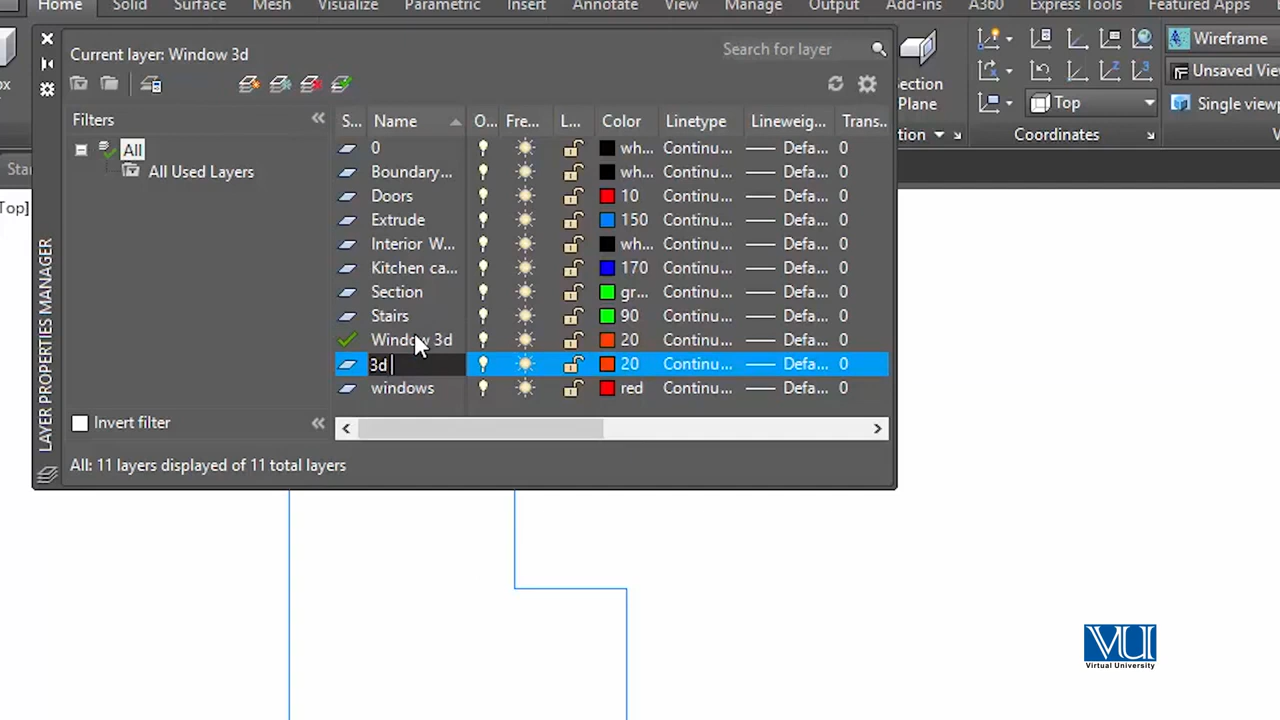 Home Solid Surface Mesh Visualize Parametric Insert Annotate View Manage Output Add-ins A360 Express Tools Featured Apps
Current layer: Window 3d
Search for layer
Wireframe
Section
Plane
Unsaved Vie
Top
Single viewp
Coordinates
Filters
S... Name O... Fre... L... Color Linetype Lineweig... Trans...
All
All Used Layers
0 wh... Continu... Defa... 0
Boundary... wh... Continu... Defa... 0
Doors 10 Continu... Defa... 0
Extrude 150 Continu... Defa... 0
Interior W... wh... Continu... Defa... 0
Kitchen ca... 170 Continu... Defa... 0
Section gr... Continu... Defa... 0
Stairs 90 Continu... Defa... 0
Window 3d 20 Continu... Defa... 0
3d 20 Continu... Defa... 0
windows red Continu... Defa... 0
Invert filter
All: 11 layers displayed of 11 total layers
LAYER PROPERTIES MANAGER
Top]
VU
Virtual University